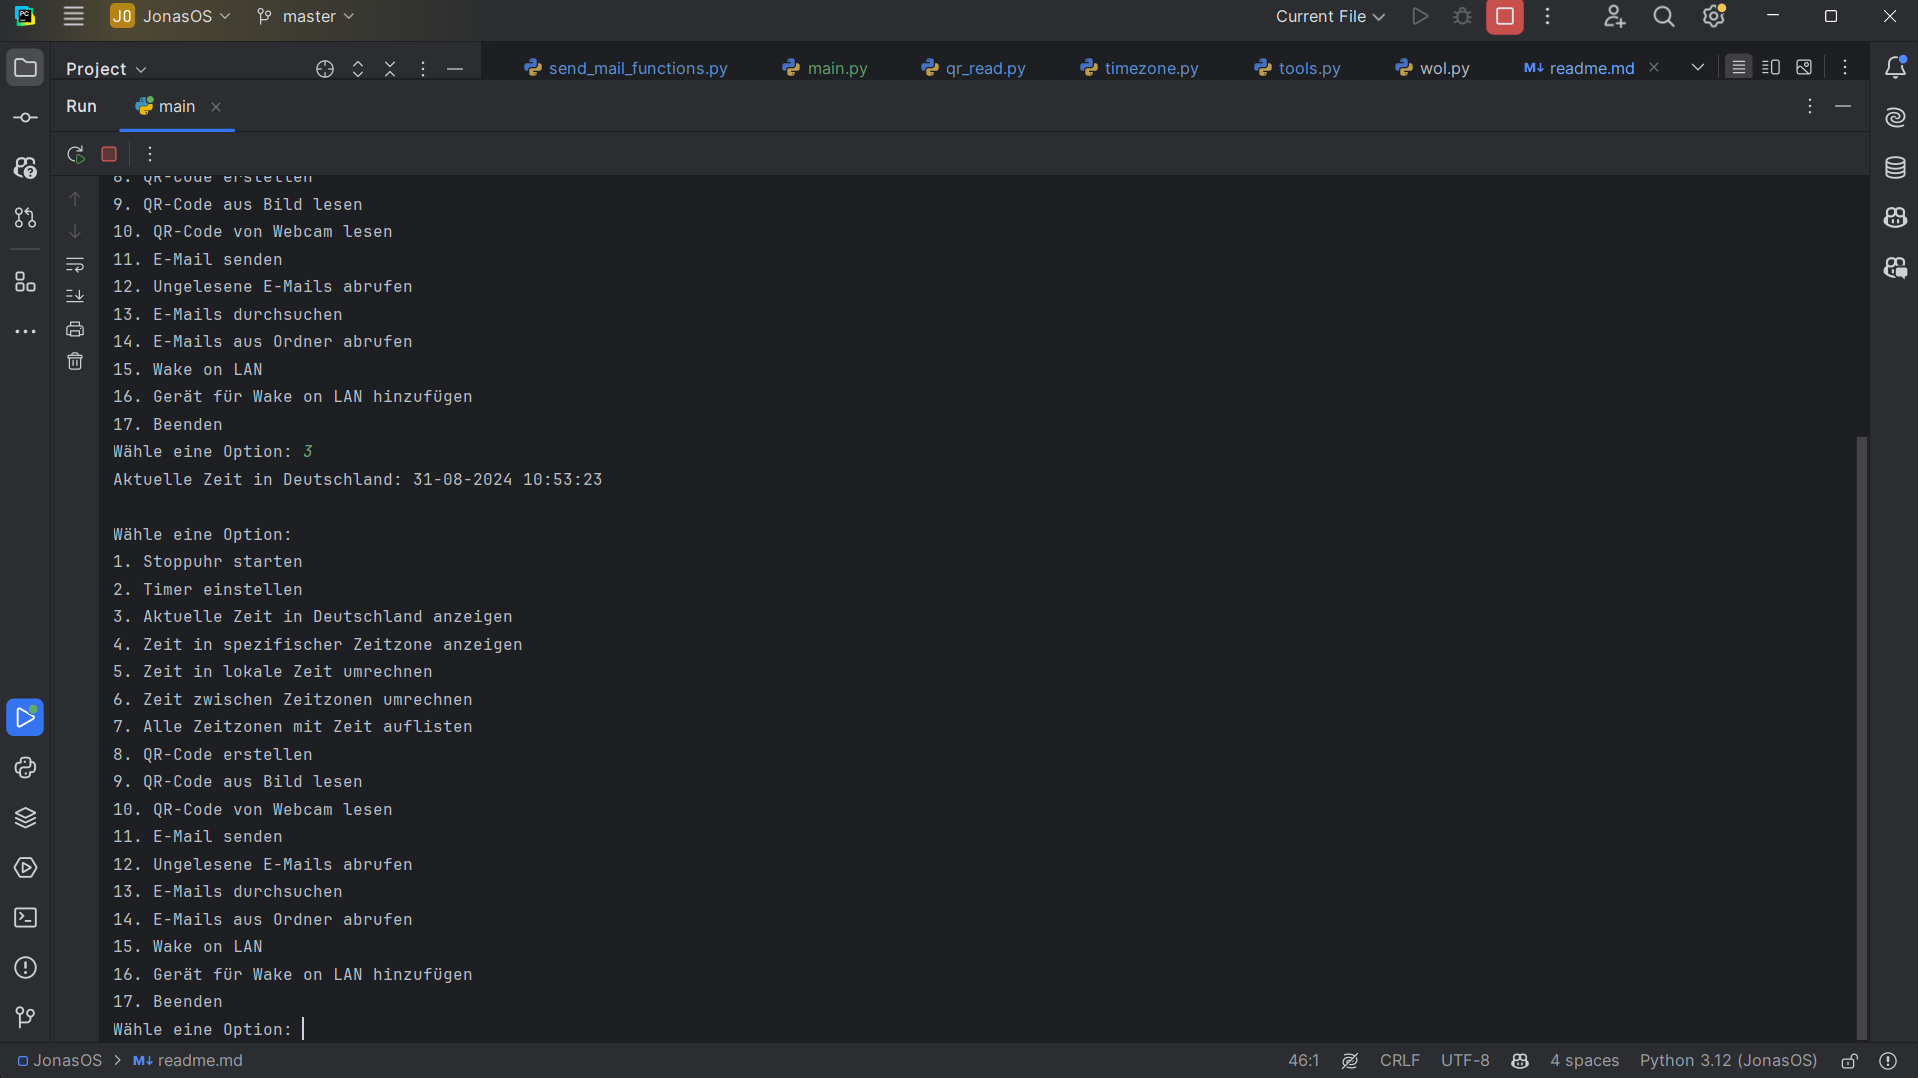 J0 JonasOS master Current File
Project send_mail_functions.py main.py qr_read.py timezone.py tools.py wol.py M↓ readme.md
Run main
8. QR-Code erstellen
9. QR-Code aus Bild lesen
10. QR-Code von Webcam lesen
11. E-Mail senden
12. Ungelesene E-Mails abrufen
13. E-Mails durchsuchen
14. E-Mails aus Ordner abrufen
15. Wake on LAN
16. Gerät für Wake on LAN hinzufügen
17. Beenden
Wähle eine Option: 3
Aktuelle Zeit in Deutschland: 31-08-2024 10:53:23
Wähle eine Option:
1. Stoppuhr starten
2. Timer einstellen
3. Aktuelle Zeit in Deutschland anzeigen
4. Zeit in spezifischer Zeitzone anzeigen
5. Zeit in lokale Zeit umrechnen
6. Zeit zwischen Zeitzonen umrechnen
7. Alle Zeitzonen mit Zeit auflisten
8. QR-Code erstellen
9. QR-Code aus Bild lesen
10. QR-Code von Webcam lesen
11. E-Mail senden
12. Ungelesene E-Mails abrufen
13. E-Mails durchsuchen
14. E-Mails aus Ordner abrufen
15. Wake on LAN
16. Gerät für Wake on LAN hinzufügen
17. Beenden
Wähle eine Option:
JonasOS > M↓ readme.md 46:1 CRLF UTF-8 4 spaces Python 3.12 (JonasOS)